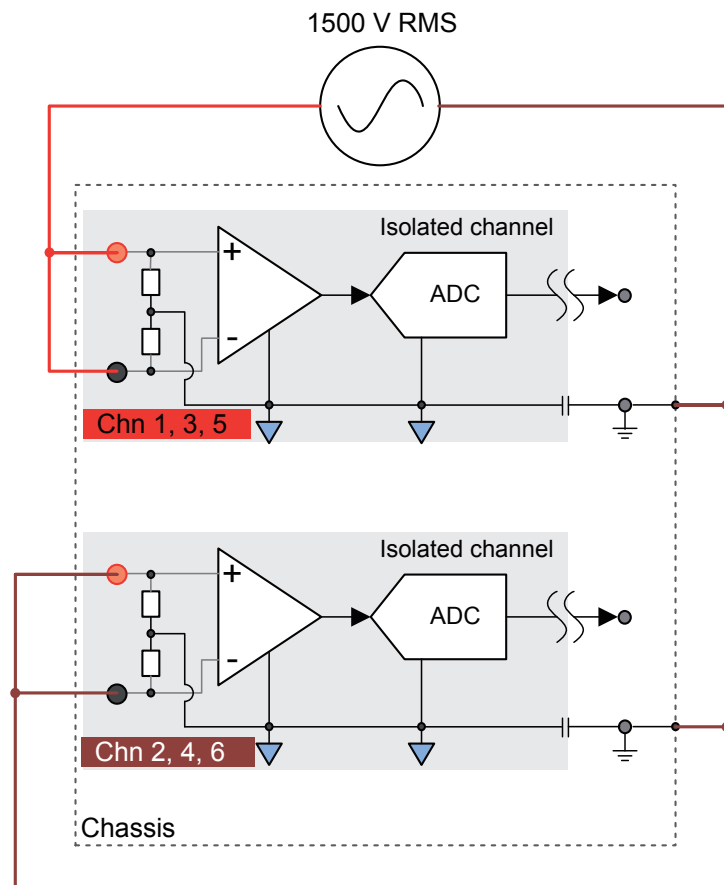 1500 V RMS
Isolated channel
+
ADC
-
Chn 1, 3, 5
Isolated channel
+
ADC
-
Chn 2, 4, 6
Chassis